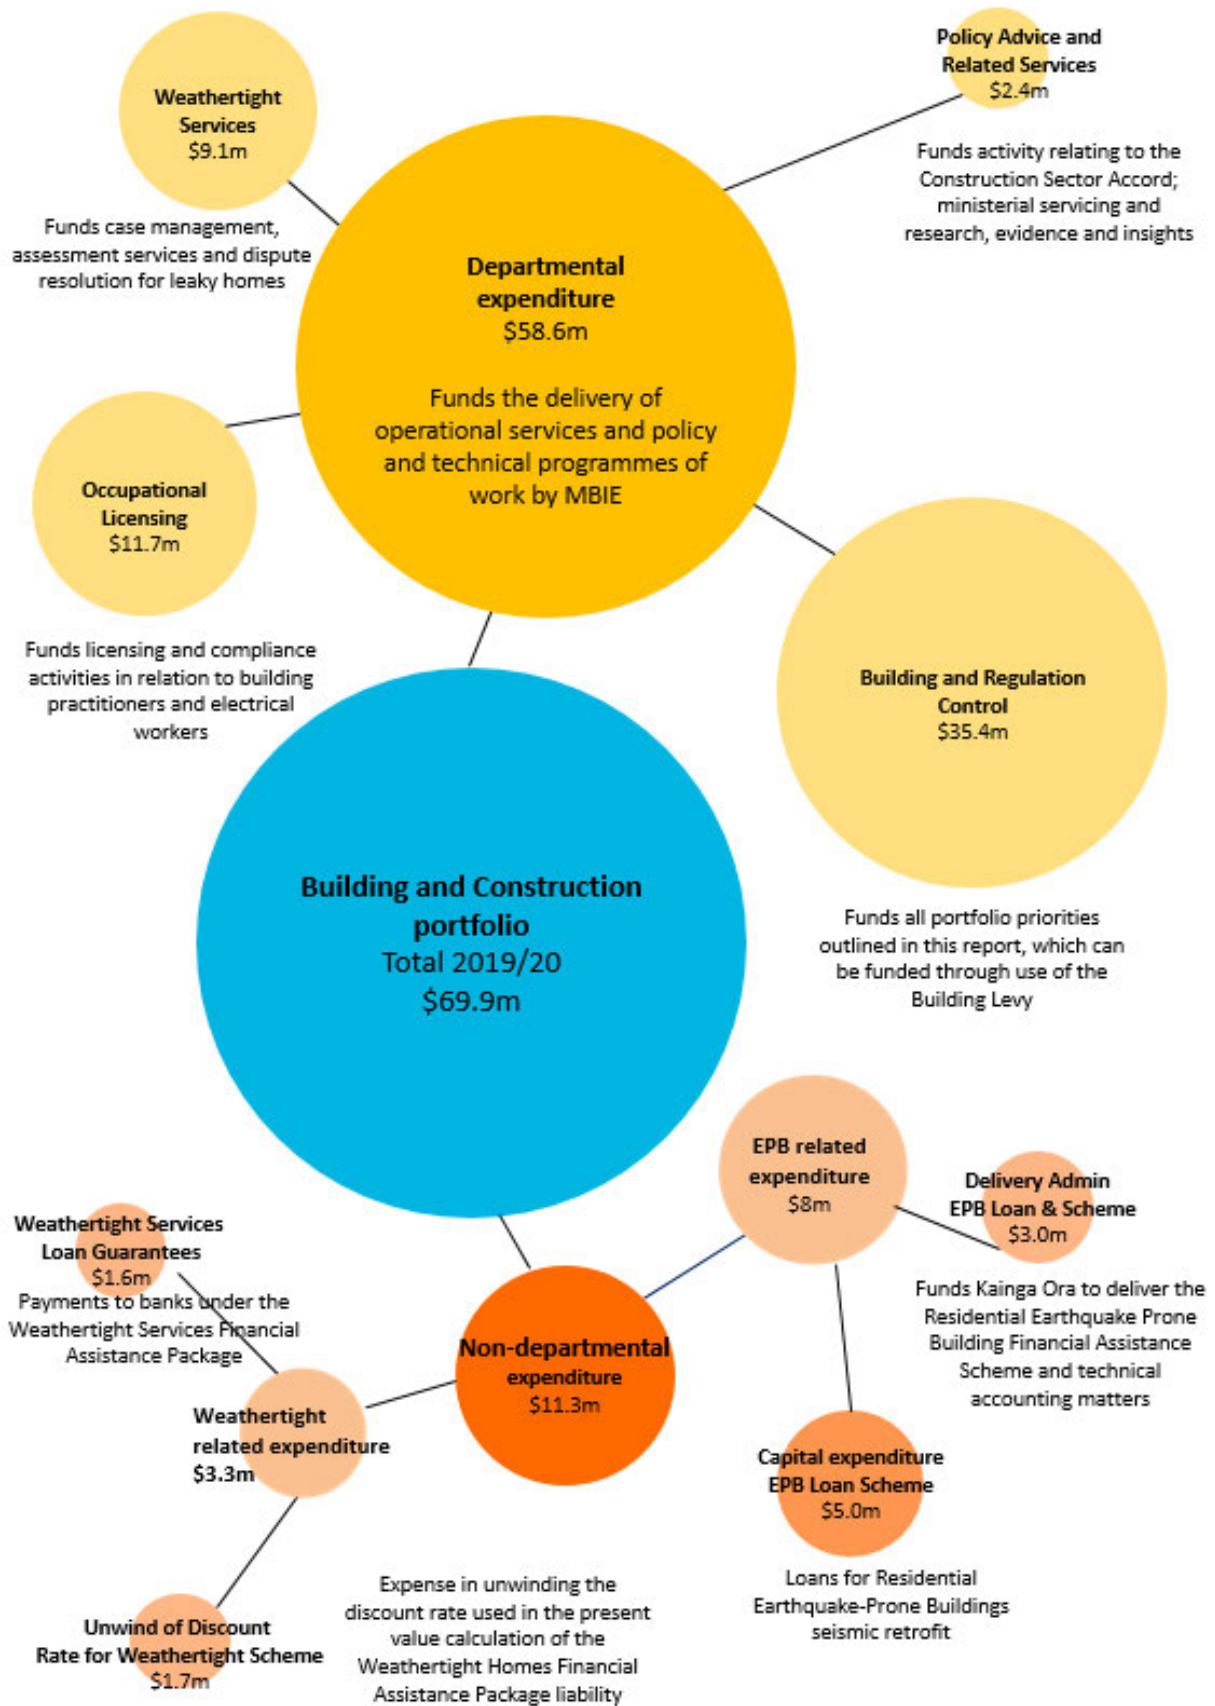 Policy Advice and
Related Services
$2.4m
Funds activity relating to the
Construction Sector Accord;
ministerial servicing and
research, evidence and insights
Weathertight
Services
$9.1m
Funds case management,
assessment services and dispute
resolution for leaky homes
Departmental
expenditure
$58.6m
Funds the delivery of
operational services and policy
and technical programmes of
work by MBIE
Occupational
Licensing
$11.7m
Funds licensing and compliance
activities in relation to building
practitioners and electrical
workers
Building and Regulation
Control
$35.4m
Funds all portfolio priorities
outlined in this report, which can
be funded through use of the
Building Levy
Building and Construction
portfolio
Total 2019/20
$69.9m
EPB related
expenditure
$8m
Delivery Admin
EPB Loan & Scheme
$3.0m
Funds Kainga Ora to deliver the
Residential Earthquake Prone
Building Financial Assistance
Scheme and technical
accounting matters
Weathertight Services
Loan Guarantees
$1.6m
Payments to banks under the
Weathertight Services Financial
Assistance Package
Non-departmental
expenditure
$11.3m
Weathertight
related expenditure
$3.3m
Capital expenditure
EPB Loan Scheme
$5.0m
Loans for Residential
Earthquake-Prone Buildings
seismic retrofit
Unwind of Discount
Rate for Weathertight Scheme
$1.7m
Expense in unwinding the
discount rate used in the present
value calculation of the
Weathertight Homes Financial
Assistance Package liability